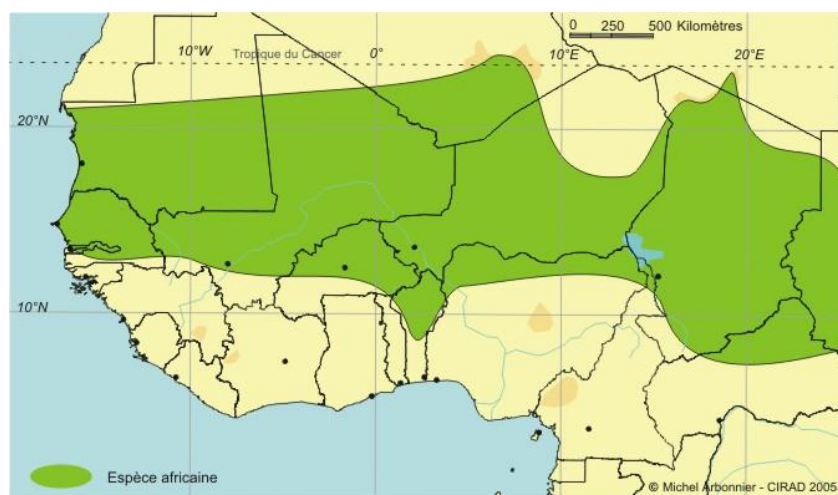 0 250 500 Kilomètres
10°W
Tropique du Cancer
0°
10°E
20°E
20°N
10°N
Espèce africaine
© Michel Arbonnier - CIRAD 2005